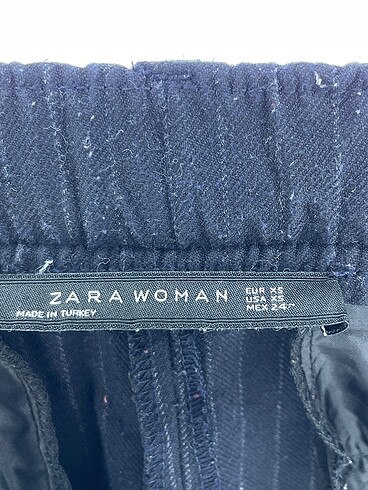 ZARA WOMAN
EUR XS
USA XS
MEX 24
MADE IN TURKEY